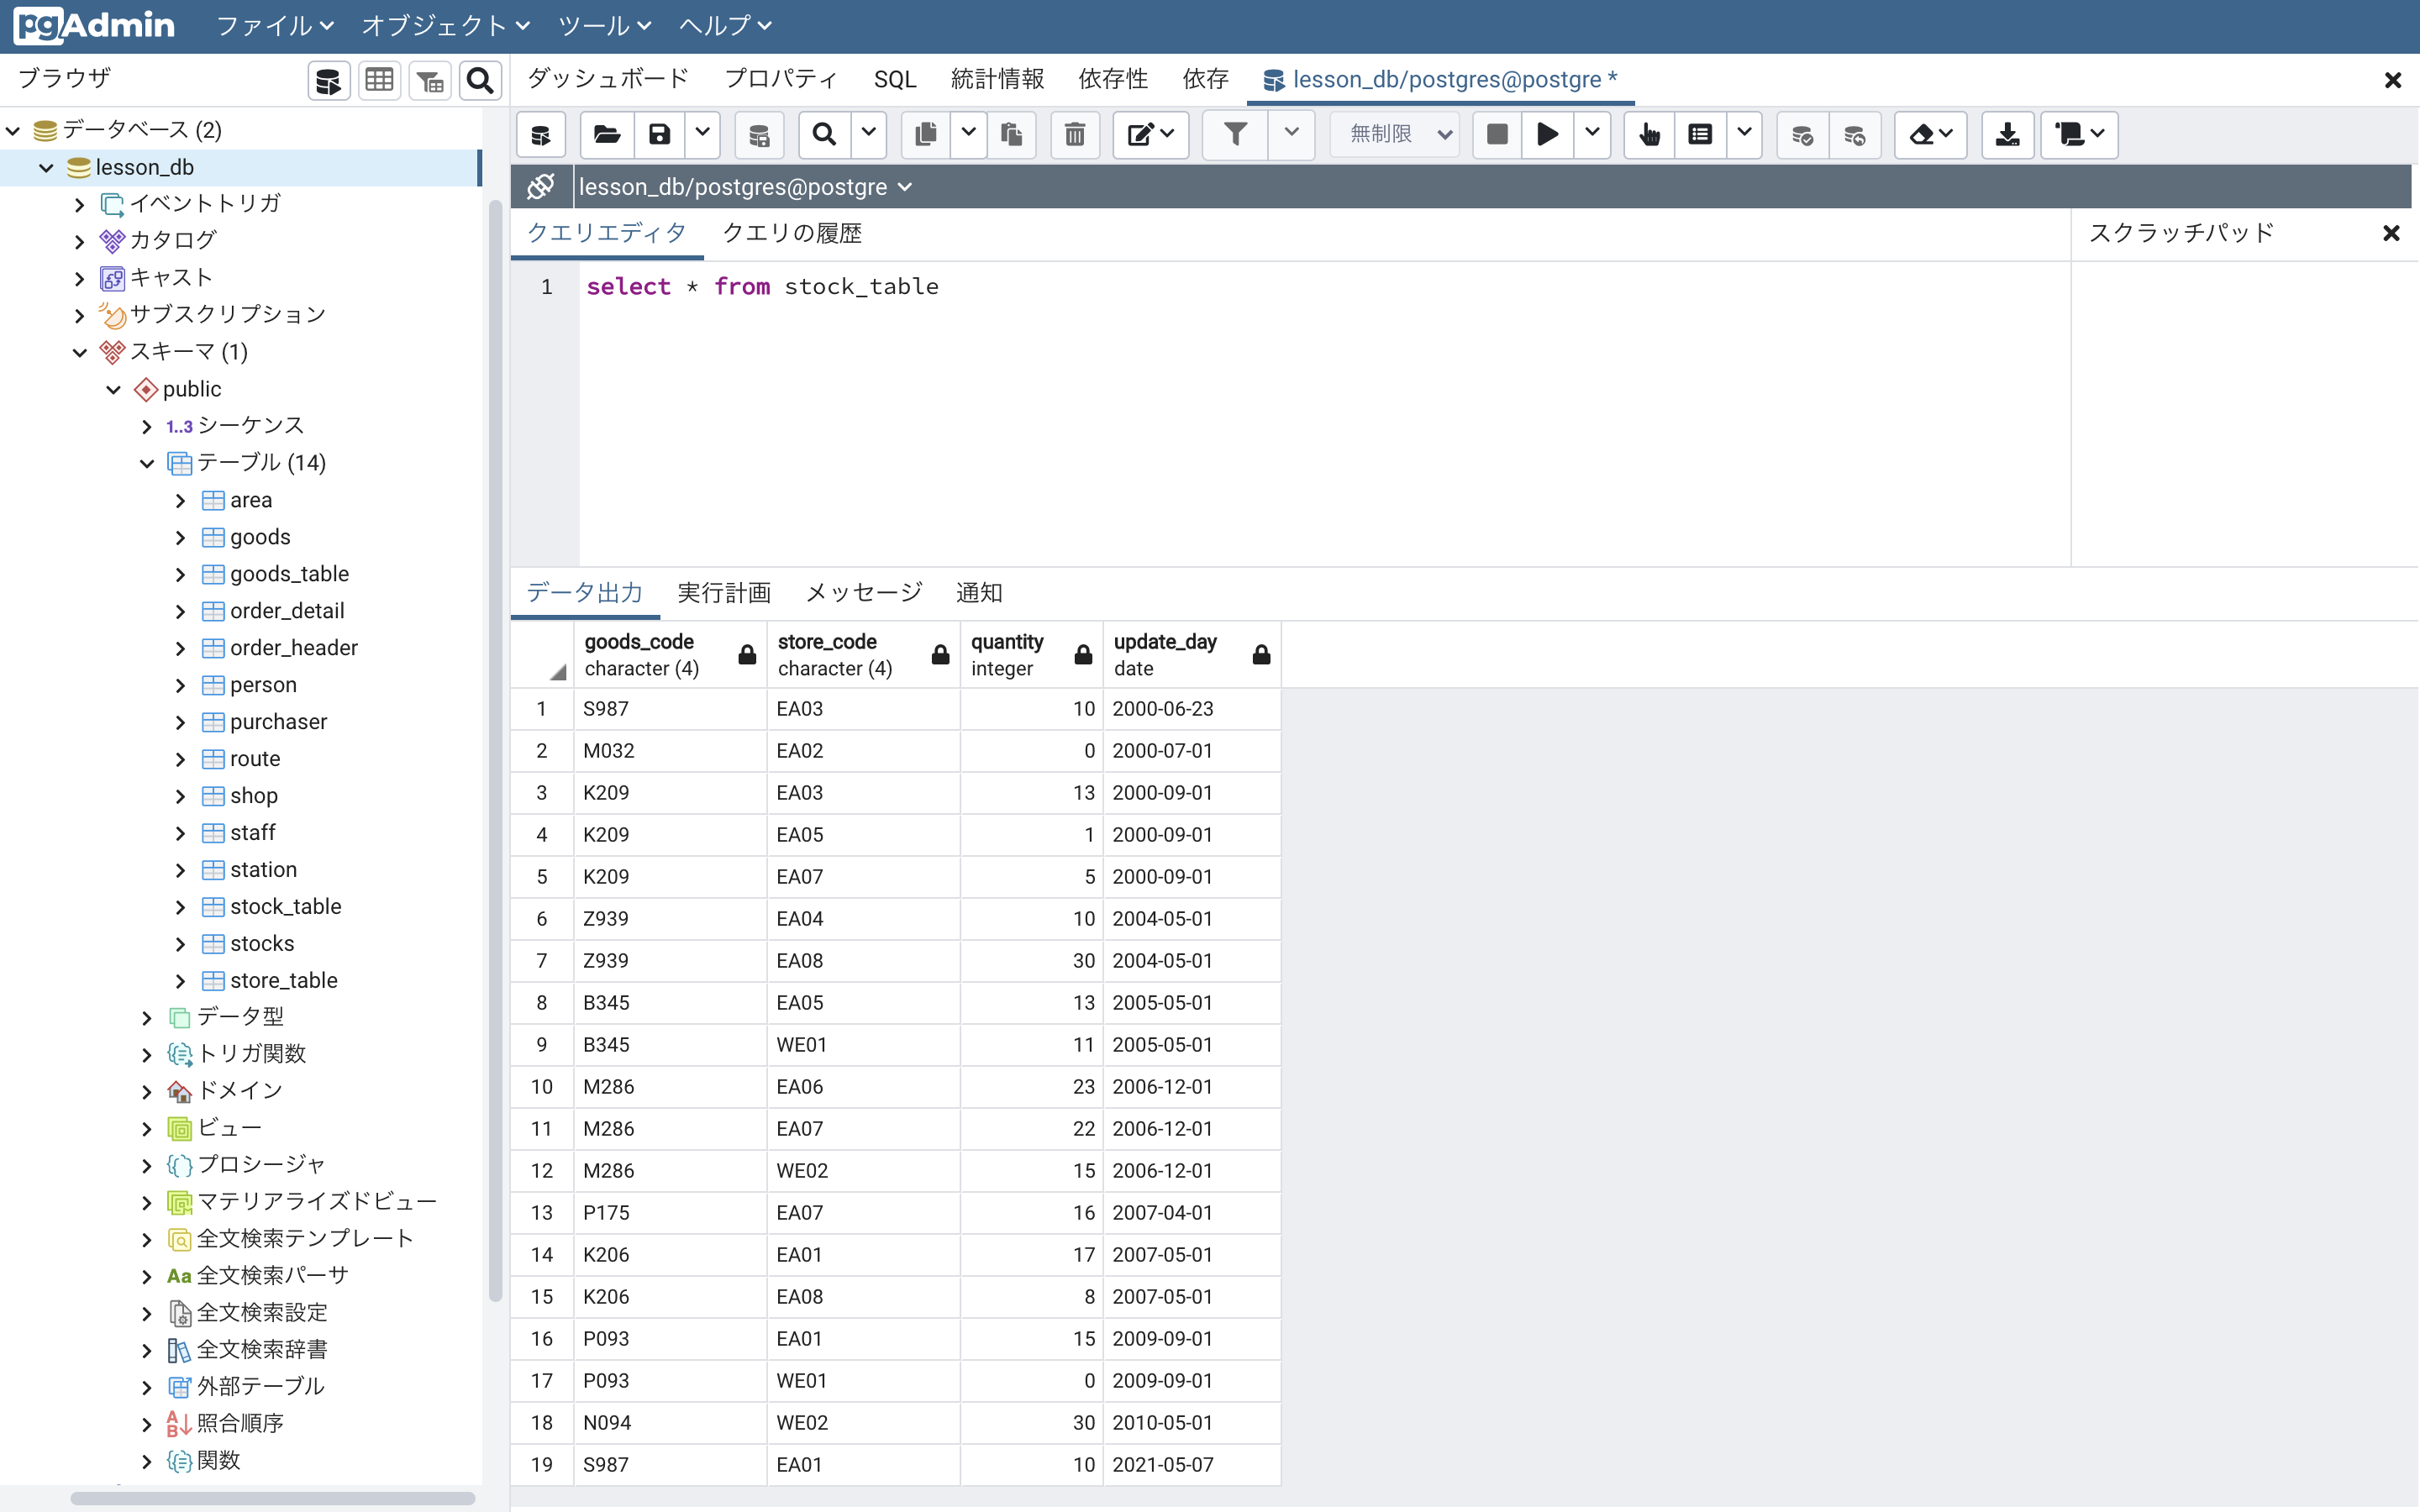 pgAdmin ファイル オブジェクト ツール ヘルプ
ブラウザ
データベース (2)
lesson_db
イベントトリガ
カタログ
キャスト
サブスクリプション
スキーマ (1)
public
1..3 シーケンス
テーブル (14)
area
goods
goods_table
order_detail
order_header
person
purchaser
route
shop
staff
station
stock_table
stocks
store_table
データ型
トリガ関数
ドメイン
ビュー
プロシージャ
マテリアライズドビュー
全文検索テンプレート
Aa 全文検索パーサ
全文検索設定
全文検索辞書
外部テーブル
照合順序
関数
ダッシュボード プロパティ SQL 統計情報 依存性 依存 lesson_db/postgres@postgre *
無制限
lesson_db/postgres@postgre
クエリエディタ クエリの履歴 スクラッチパッド
1 select * from stock_table
データ出力 実行計画 メッセージ 通知
goods_code store_code quantity update_day
character (4) character (4) integer date
1 S987 EA03 10 2000-06-23
2 M032 EA02 0 2000-07-01
3 K209 EA03 13 2000-09-01
4 K209 EA05 1 2000-09-01
5 K209 EA07 5 2000-09-01
6 Z939 EA04 10 2004-05-01
7 Z939 EA08 30 2004-05-01
8 B345 EA05 13 2005-05-01
9 B345 WE01 11 2005-05-01
10 M286 EA06 23 2006-12-01
11 M286 EA07 22 2006-12-01
12 M286 WE02 15 2006-12-01
13 P175 EA07 16 2007-04-01
14 K206 EA01 17 2007-05-01
15 K206 EA08 8 2007-05-01
16 P093 EA01 15 2009-09-01
17 P093 WE01 0 2009-09-01
18 N094 WE02 30 2010-05-01
19 S987 EA01 10 2021-05-07